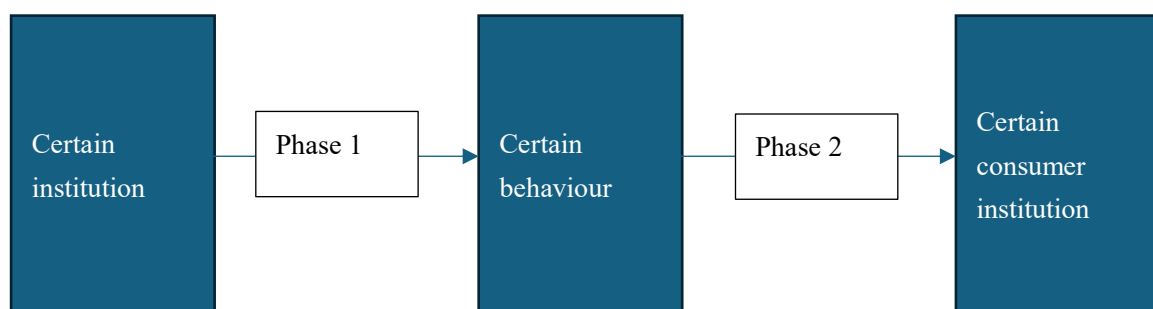 Certain
institution
Phase 1
Certain
behaviour
Phase 2
Certain
consumer
institution